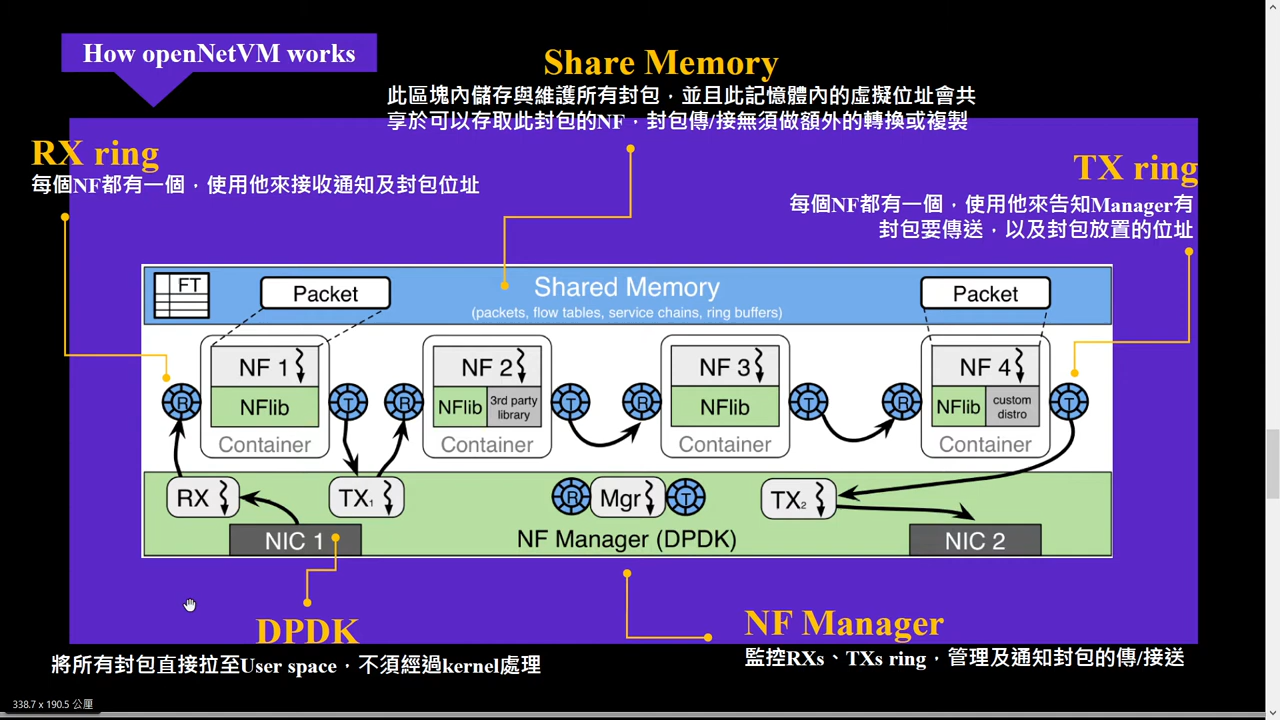 How openNetVM works
Share Memory
此區塊內儲存與維護所有封包，並且此記憶體內的虛擬位址會共
享於可以存取此封包的NF，封包傳/接無須做額外的轉換或複製
RX ring
每個NF都有一個，使用他來接收通知及封包位址
TX ring
每個NF都有一個，使用他來告知Manager有
封包要傳送，以及封包放置的位址
FT
Packet
Shared Memory
(packets, flow tables, service chains, ring buffers)
Packet
NF 1
NF 2
NF 3
NF 4
R
NFlib
T
R
NFlib
3rd party
library
T
R
NFlib
T
R
NFlib
custom
distro
T
Container
Container
Container
Container
RX
TX1
R
Mgr
T
TX2
NIC 1
NF Manager (DPDK)
NIC 2
DPDK
將所有封包直接拉至User space，不須經過kernel處理
NF Manager
監控RXs、TXs ring，管理及通知封包的傳/接送
338.7 x 190.5 公厘